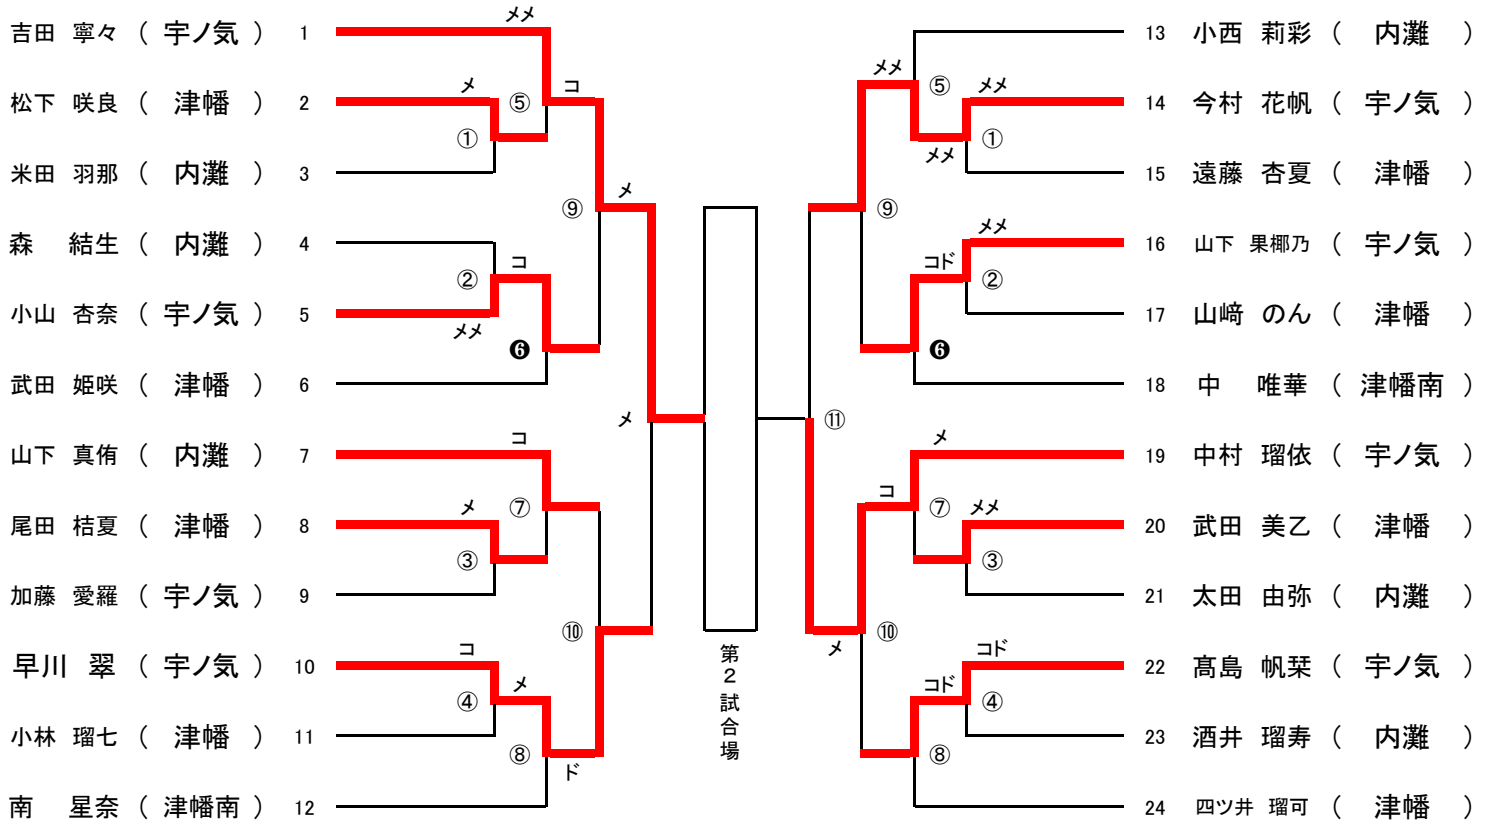 吉田 寧々 ( 宇ノ気 ) 1
松下 咲良 ( 津幡 ) 2
米田 羽那 ( 内灘 ) 3
森 結生 ( 内灘 ) 4
小山 杏奈 ( 宇ノ気 ) 5
武田 姫咲 ( 津幡 ) 6
山下 真侑 ( 内灘 ) 7
尾田 桔夏 ( 津幡 ) 8
加藤 愛羅 ( 宇ノ気 ) 9
早川 翠 ( 宇ノ気 ) 10
小林 瑠七 ( 津幡 ) 11
南 星奈 ( 津幡南 ) 12
メメ
メ
⑤
コ
①
メ
⑨
②
コ
メメ
❻
メ
コ
⑦
メ
③
⑩
コ
④
メ
⑧
ド
第2試合場
メメ
⑤
メメ
①
メメ
⑨
メメ
コド
②
❻
⑪
メ
コ
⑦
メメ
③
⑩
メ
コド
コド
④
⑧
13 小西 莉彩 ( 内灘 )
14 今村 花帆 ( 宇ノ気 )
15 遠藤 杏夏 ( 津幡 )
16 山下 果椰乃 ( 宇ノ気 )
17 山﨑 のん ( 津幡 )
18 中 唯華 ( 津幡南 )
19 中村 瑠依 ( 宇ノ気 )
20 武田 美乙 ( 津幡 )
21 太田 由弥 ( 内灘 )
22 髙島 帆栞 ( 宇ノ気 )
23 酒井 瑠寿 ( 内灘 )
24 四ツ井 瑠可 ( 津幡 )